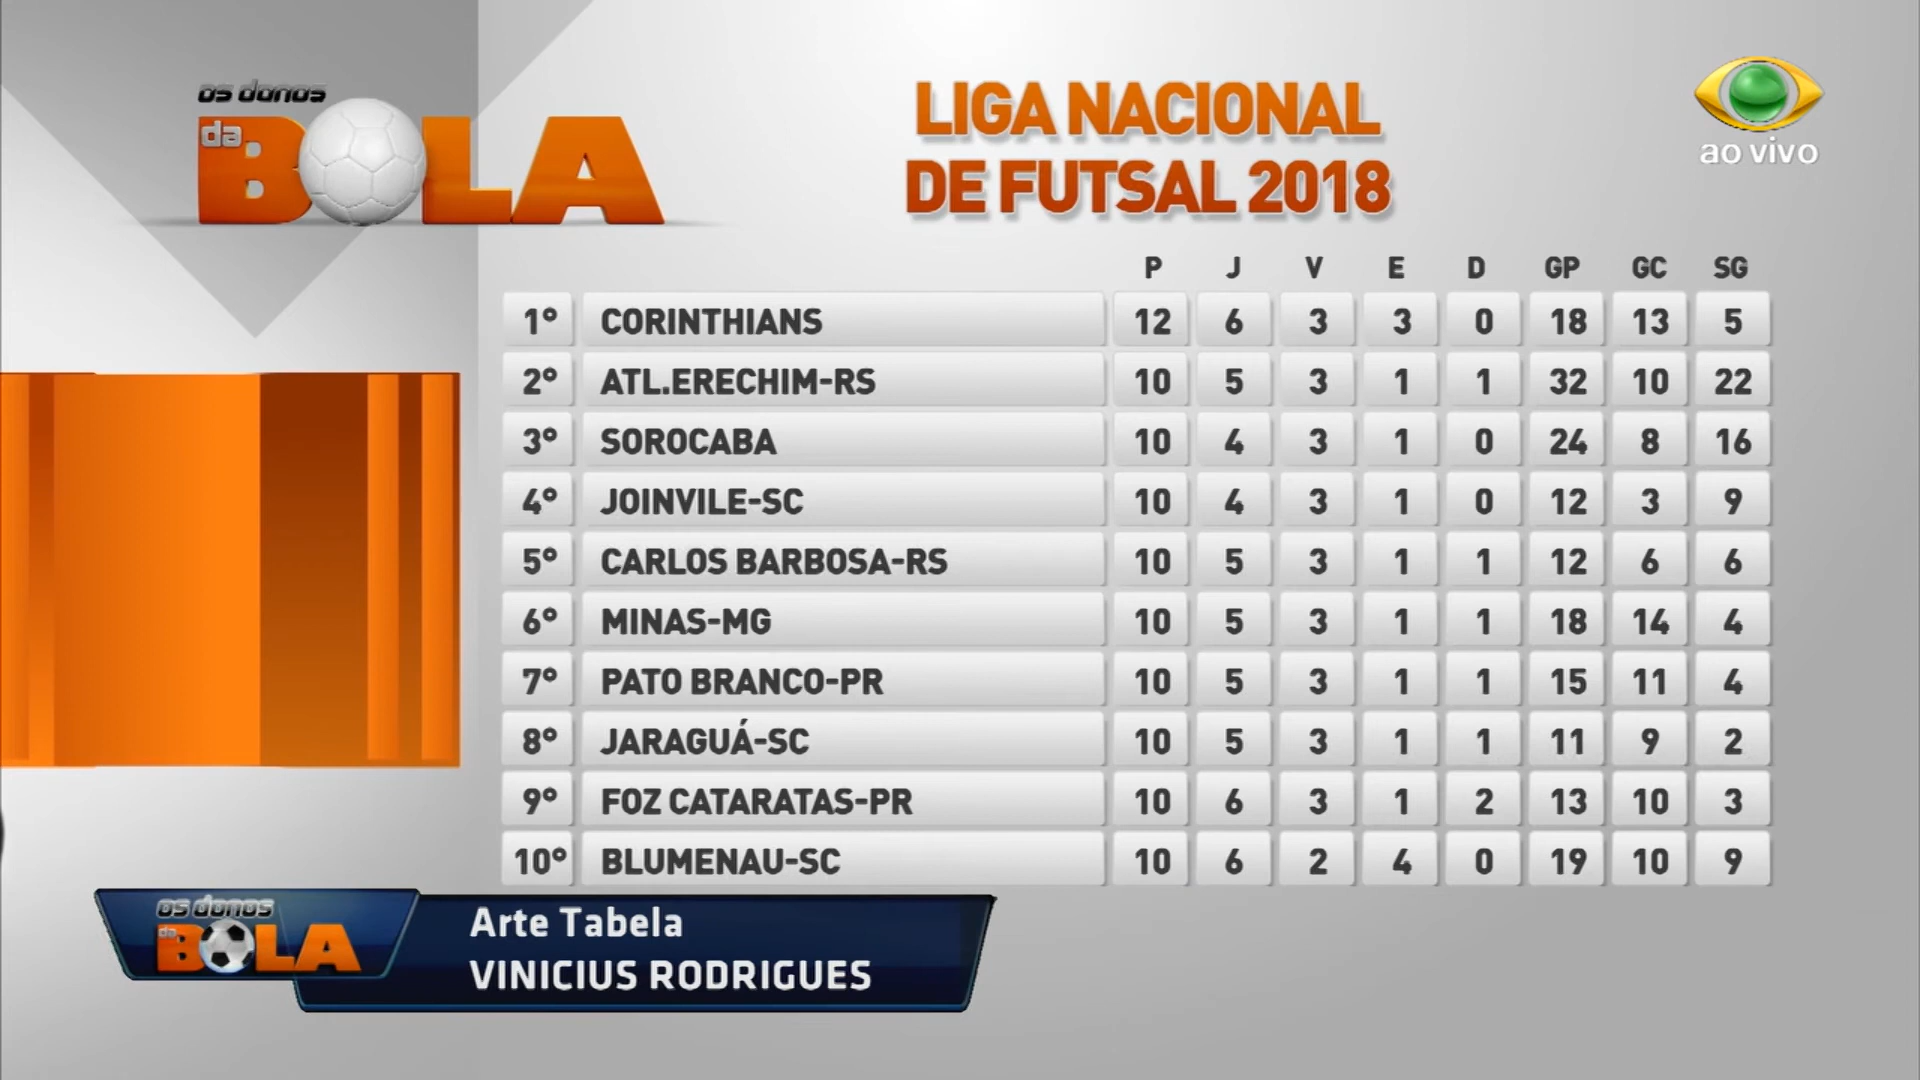 os donos
da
BOLA
LIGA NACIONAL
DE FUTSAL 2018
ao vivo
P J V E D GP GC SG
1° CORINTHIANS 12 6 3 3 0 18 13 5
2° ATL.ERECHIM-RS 10 5 3 1 1 32 10 22
3° SOROCABA 10 4 3 1 0 24 8 16
4° JOINVILE-SC 10 4 3 1 0 12 3 9
5° CARLOS BARBOSA-RS 10 5 3 1 1 12 6 6
6° MINAS-MG 10 5 3 1 1 18 14 4
7° PATO BRANCO-PR 10 5 3 1 1 15 11 4
8° JARAGUÁ-SC 10 5 3 1 1 11 9 2
9° FOZ CATARATAS-PR 10 6 3 1 2 13 10 3
10° BLUMENAU-SC 10 6 2 4 0 19 10 9
os donos
da
BOLA
Arte Tabela
VINICIUS RODRIGUES